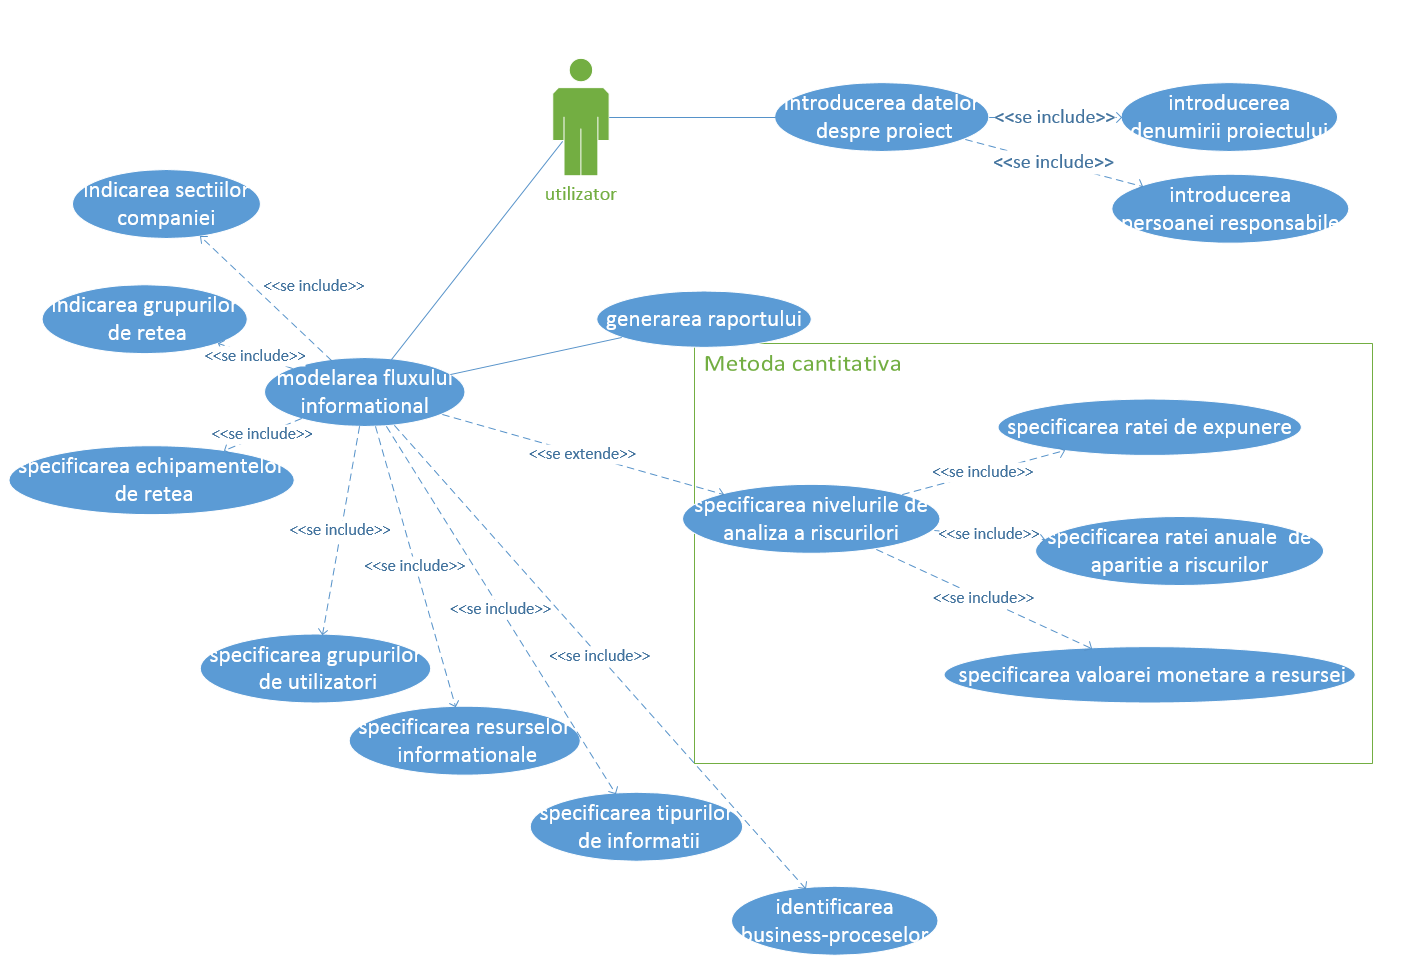 introducerea datelor
despre proiect
<<se include>>
introducerea
denumirii proiectului
<<se include>>
introducerea
persoanei responsabile
utilizator
indicarea sectiilor
companiei
<<se include>>
indicarea grupurilor
de retea
<<se include>>
generarea raportului
modelarea fluxului
informational
Metoda cantitativa
<<se include>>
specificarea echipamentelor
de retea
<<se extende>>
specificarea ratei de expunere
<<se include>>
specificarea nivelurile de
analiza a riscurilori
<<se include>>
specificarea ratei anuale  de
aparitie a riscurilor
<<se include>>
specificarea valoarei monetare a resursei
<<se include>>
<<se include>>
<<se include>>
<<se include>>
specificarea grupurilor
de utilizatori
specificarea resurselor
informationale
specificarea tipurilor
de informatii
identificarea
business-proceselor